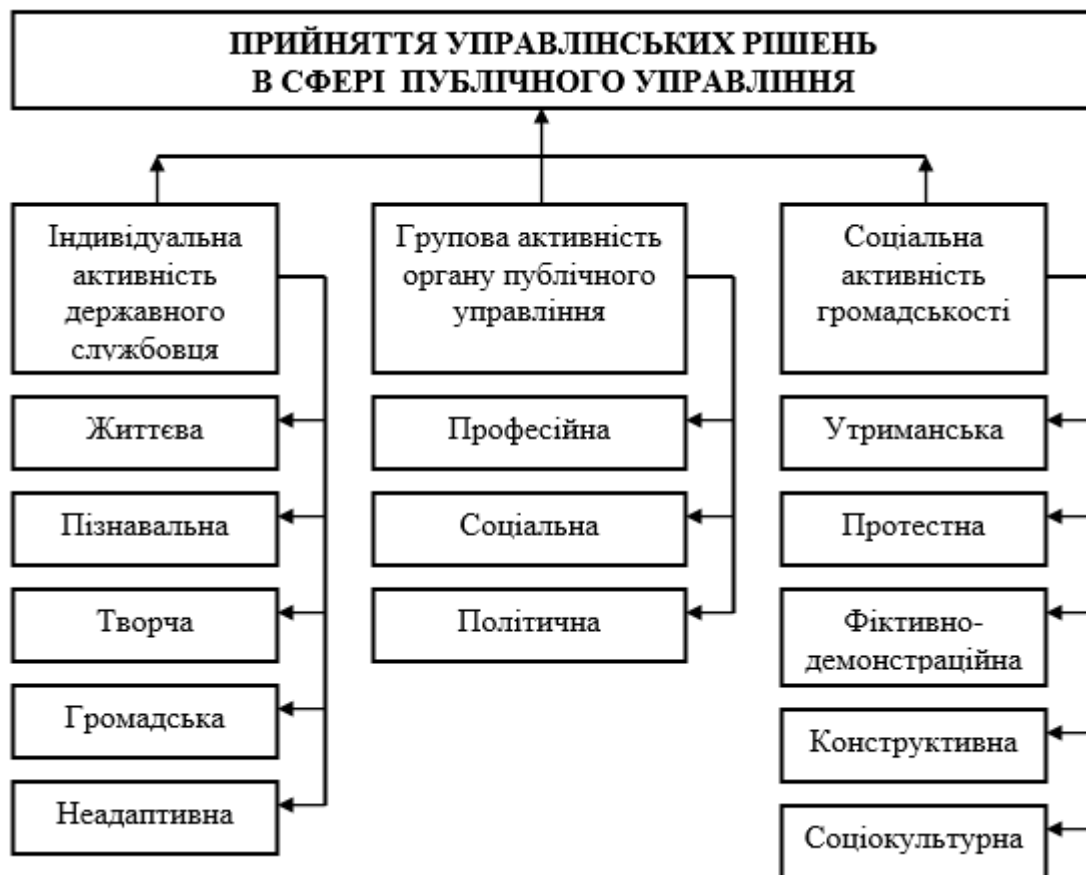 ПРИЙНЯТТЯ УПРАВЛІНСЬКИХ РІШЕНЬ
В СФЕРІ ПУБЛІЧНОГО УПРАВЛІННЯ
Індивідуальна
активність
державного
службовця
Життєва
Пізнавальна
Творча
Громадська
Неадаптивна
Групова активність
органу публічного
управління
Професійна
Соціальна
Політична
Соціальна
активність
громадськості
Утриманська
Протестна
Фіктивно-
демонстраційна
Конструктивна
Соціокультурна